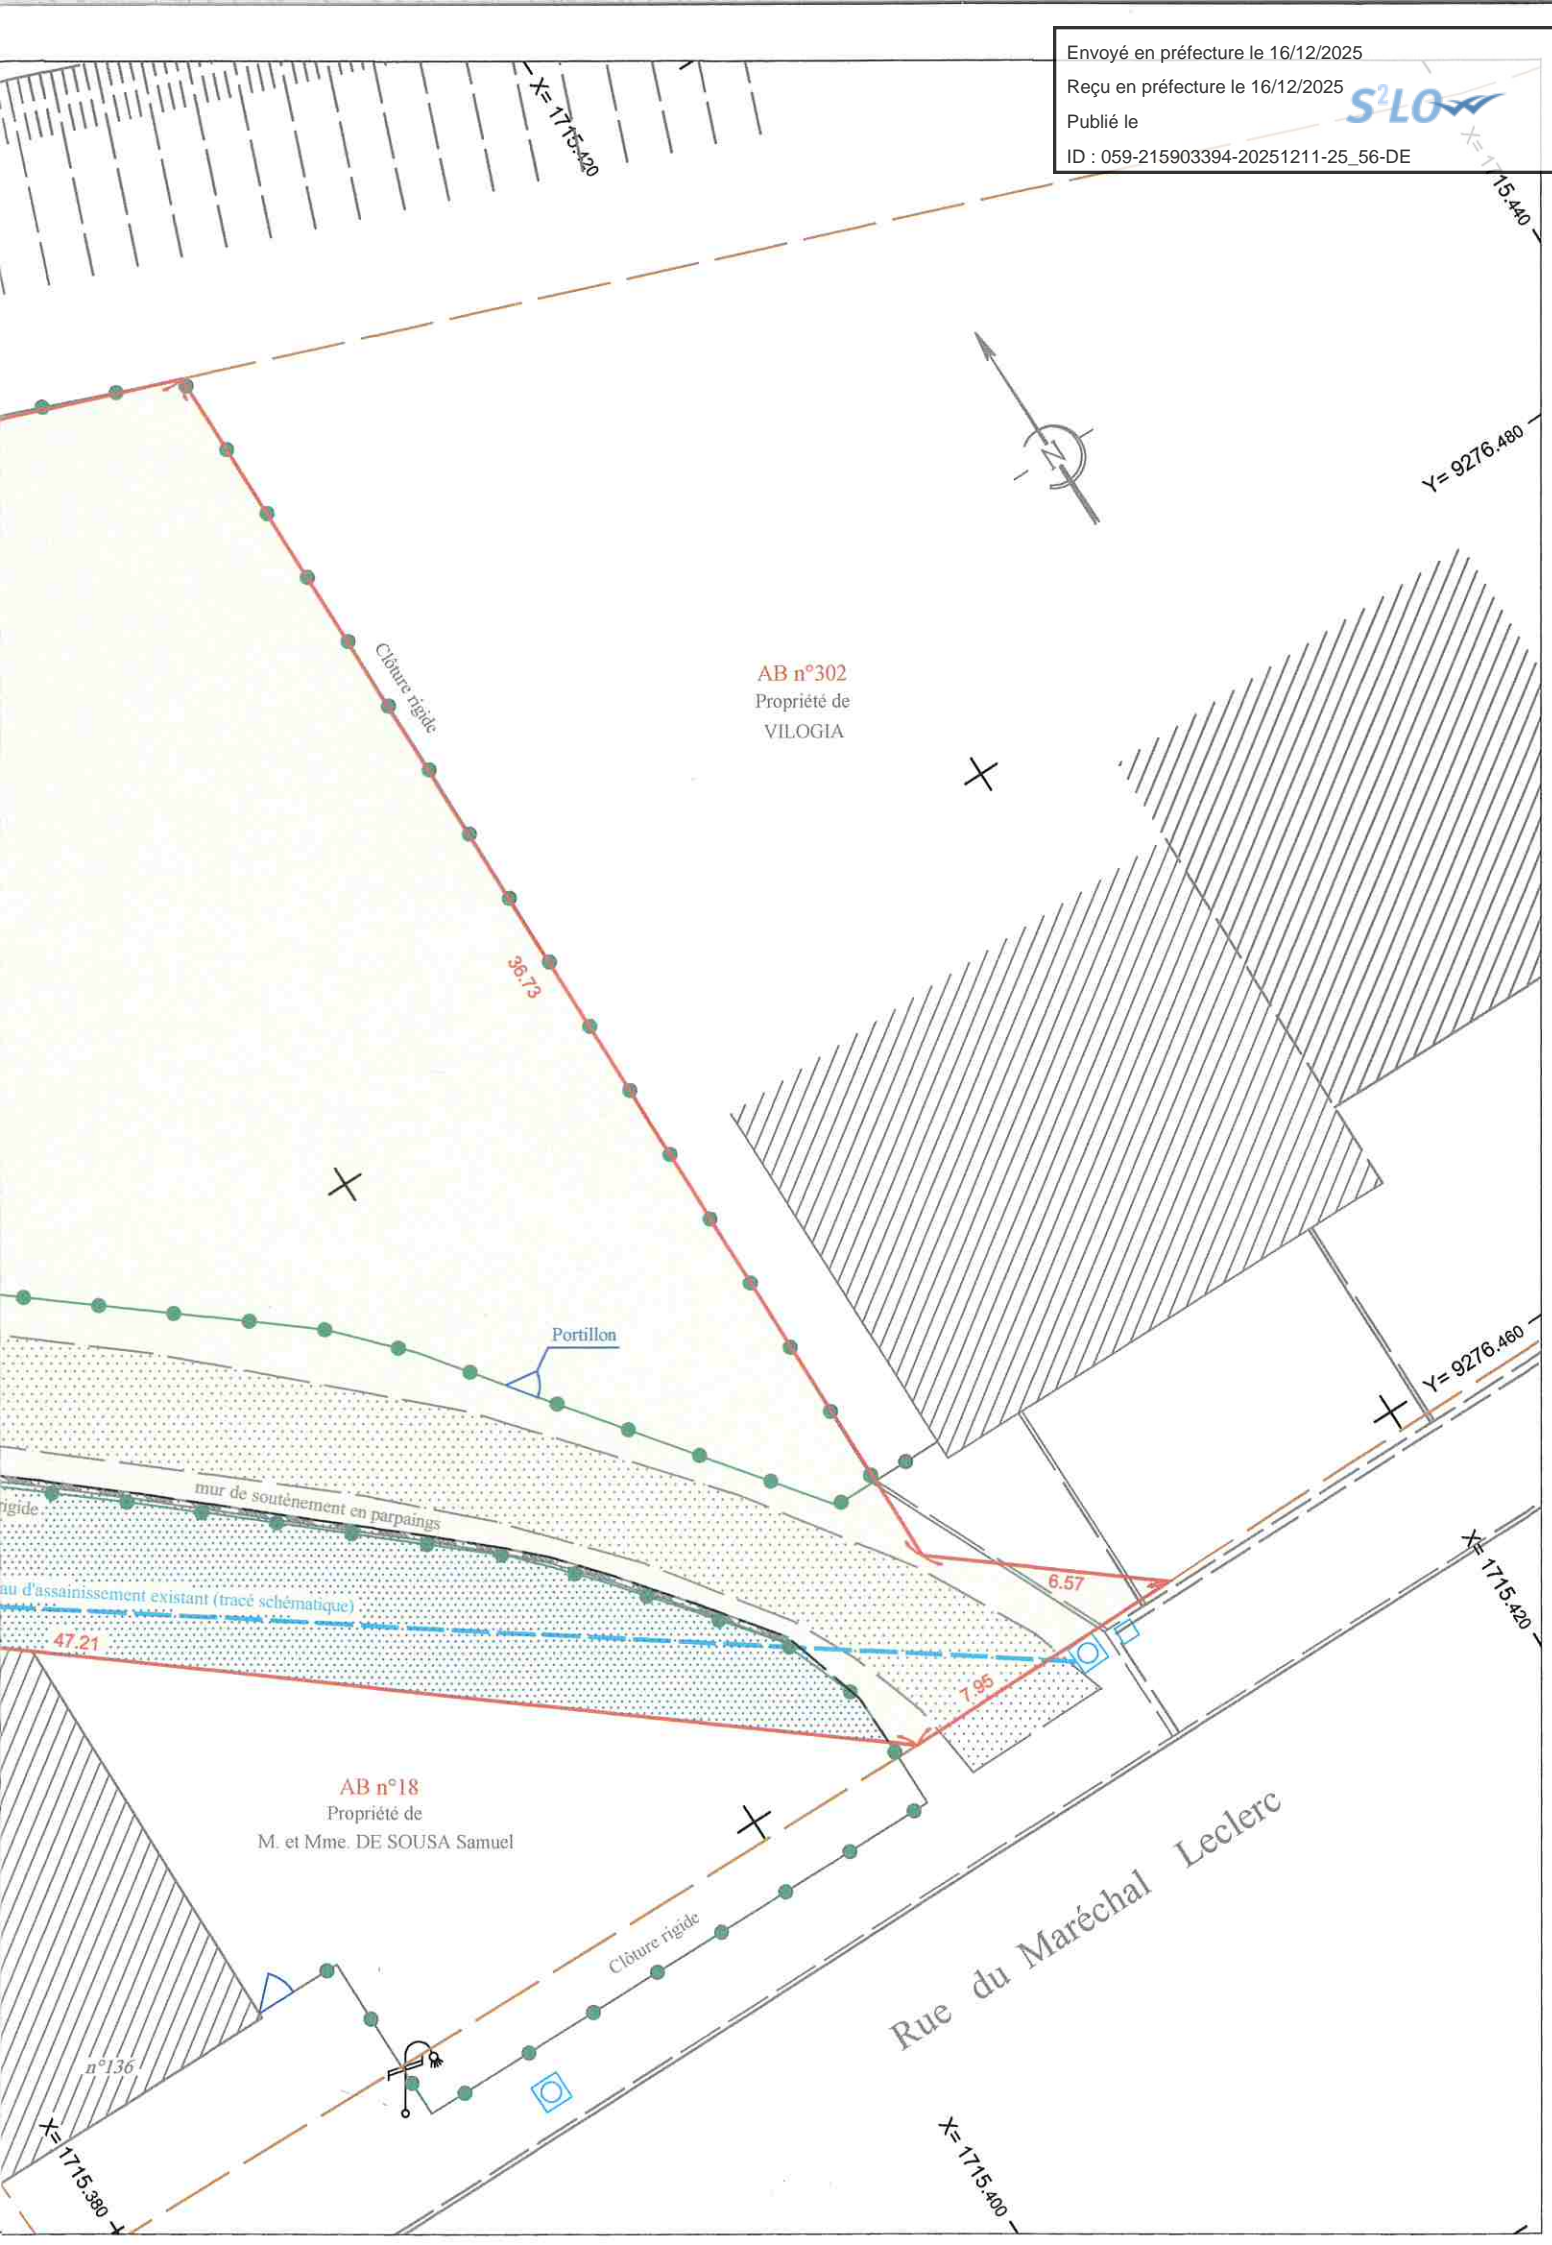 Envoyé en préfecture le 16/12/2025
Reçu en préfecture le 16/12/2025
S²LO
Publié le
ID : 059-215903394-20251211-25_56-DE
X= 1715.420
X= 1715.440
N
Y= 9276.480
Clôture rigide
AB n°302
Propriété de
VILOGIA
36.73
Portillon
Y= 9276.460
mur de soutènement en parpaings
rigide
X= 1715.420
6.57
au d'assainissement existant (tracé schématique)
47.21
7.95
AB n°18
Propriété de
M. et Mme. DE SOUSA Samuel
Rue du Maréchal Leclerc
Clôture rigide
n°136
X= 1715.380
X= 1715.400